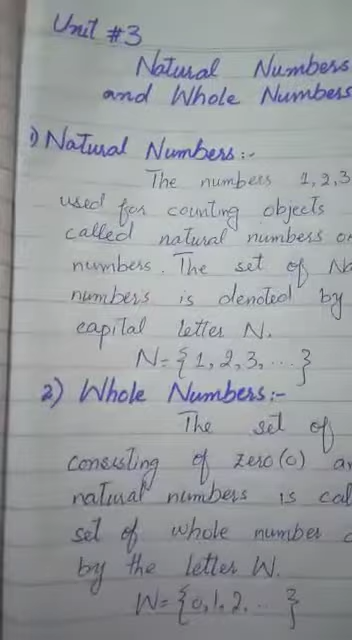 Unit #3
Natural Numbers
and Whole Numbers
1) Natural Numbers:-
The numbers 1,2,3
used for counting objects
called natural numbers or
numbers. The set of Na
numbers is denoted by
capital letter N.
N={1,2,3,...}
2) Whole Numbers:-
The set of
consisting of zero(0) an
natural numbers is cal
set of whole number
by the letter W.
W={0,1,2,...}